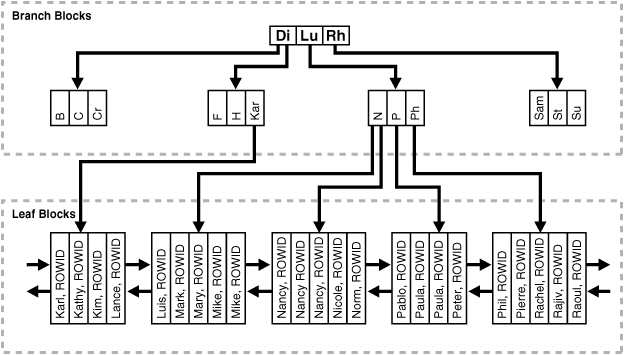 Branch Blocks
Di Lu Rh
B
C
Cr
F
H
Kar
N
P
Ph
Sam
St
Su
Leaf Blocks
Karl, ROWID
Kathy, ROWID
Kim, ROWID
Lance, ROWID
Luis, ROWID
Mark, ROWID
Mary, ROWID
Mike, ROWID
Mike, ROWID
Nancy, ROWID
Nancy ROWID
Nancy, ROWID
Nicole, ROWID
Norm, ROWID
Pablo, ROWID
Paula, ROWID
Paula, ROWID
Peter, ROWID
Phil, ROWID
Pierre, ROWID
Rachel, ROWID
Rajiv, ROWID
Raoul, ROWID